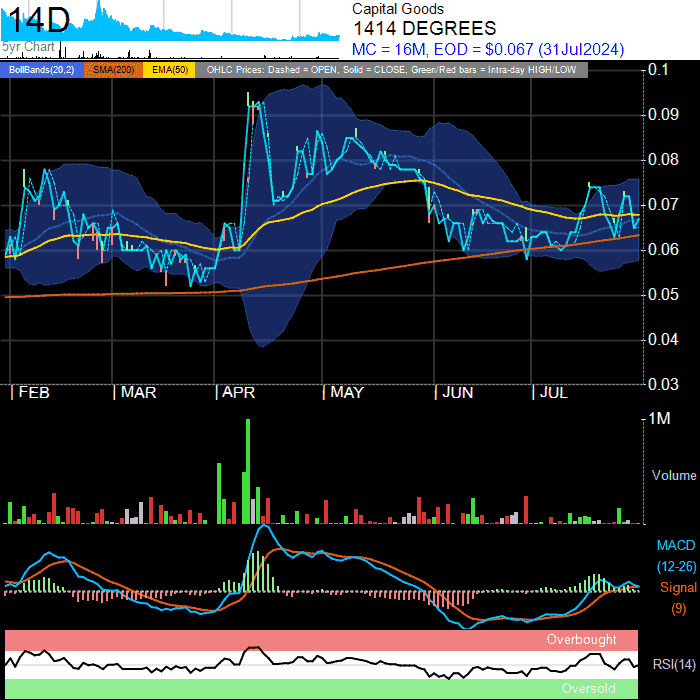 14D
5yr Chart
Capital Goods
1414 DEGREES
MC = 16M, EOD = $0.067 (31Jul2024)
BollBands(20,2) SMA(200) EMA(50) OHLC Prices: Dashed = OPEN, Solid = CLOSE, Green/Red bars = Intra-day HIGH/LOW
0.1
0.09
0.08
0.07
0.06
0.05
0.04
0.03
FEB MAR APR MAY JUN JUL
1M
Volume
MACD
(12-26)
Signal
(9)
Overbought
RSI(14)
Oversold